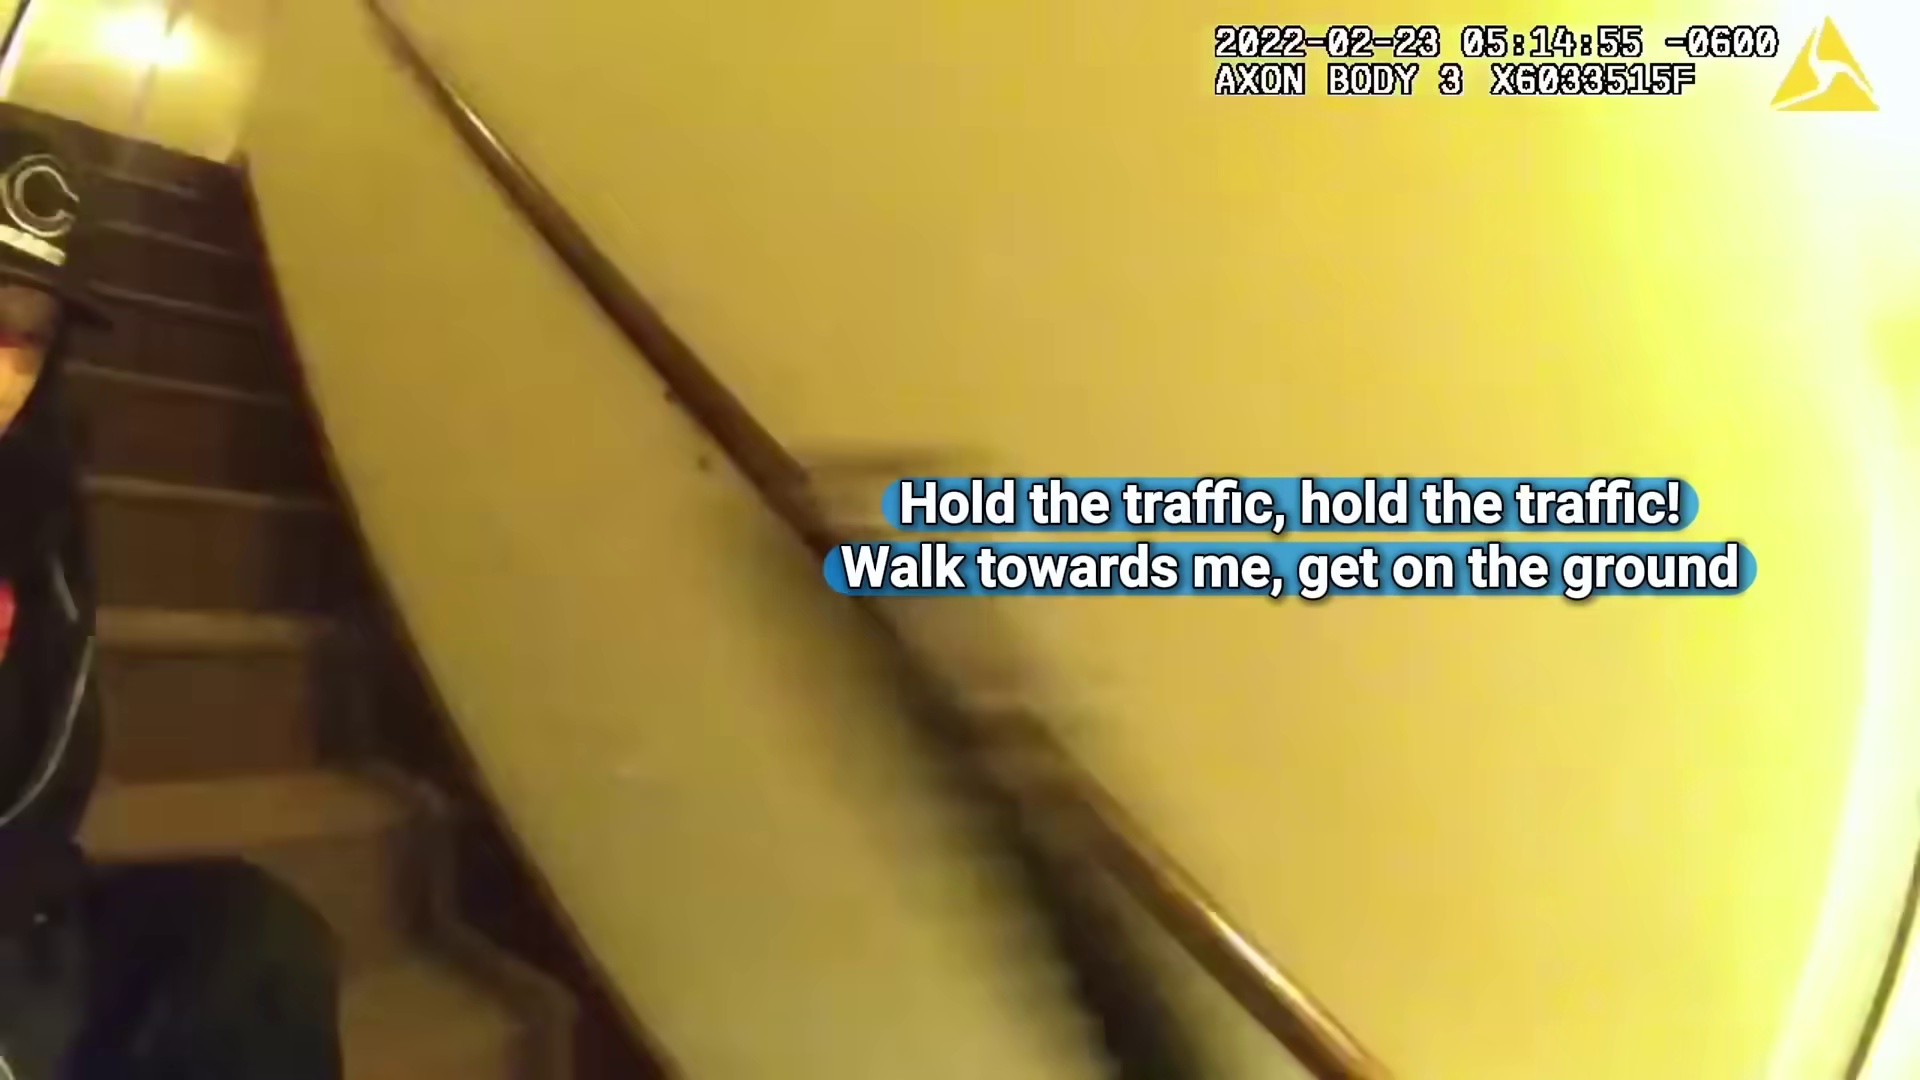 2022-02-23 05:14:55 -0600
AXON BODY 3 X6033515F
C
Hold the traffic, hold the traffic!
Walk towards me, get on the ground